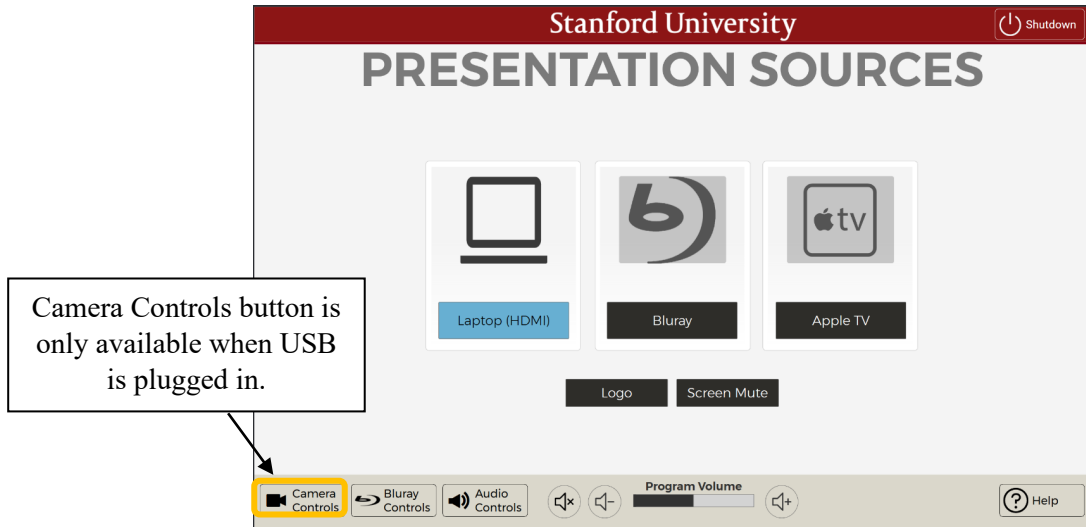 Stanford University
Shutdown
PRESENTATION SOURCES
tv
Laptop (HDMI)
Bluray
Apple TV
Camera Controls button is
only available when USB
is plugged in.
Logo
Screen Mute
Camera
Controls
Bluray
Controls
Audio
Controls
Program Volume
Help